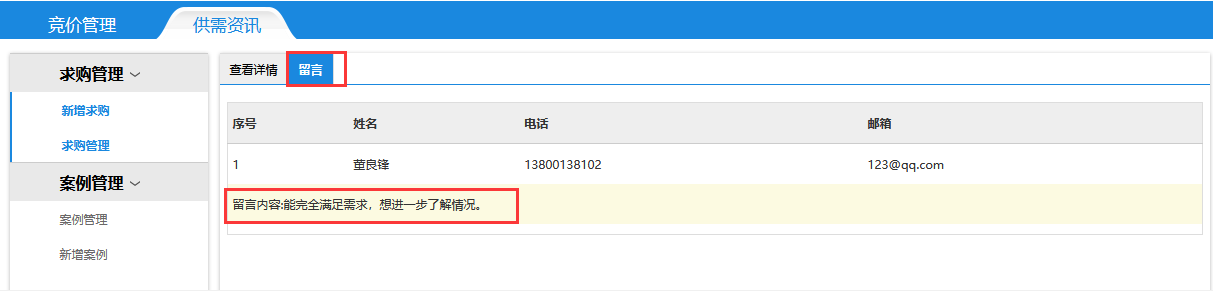 竞价管理 供需资讯
求购管理
新增求购
求购管理
案例管理
案例管理
新增案例
查看详情 留言
序号 姓名 电话 邮箱
1 董良锋 13800138102 123@qq.com
留言内容:能完全满足需求，想进一步了解情况。